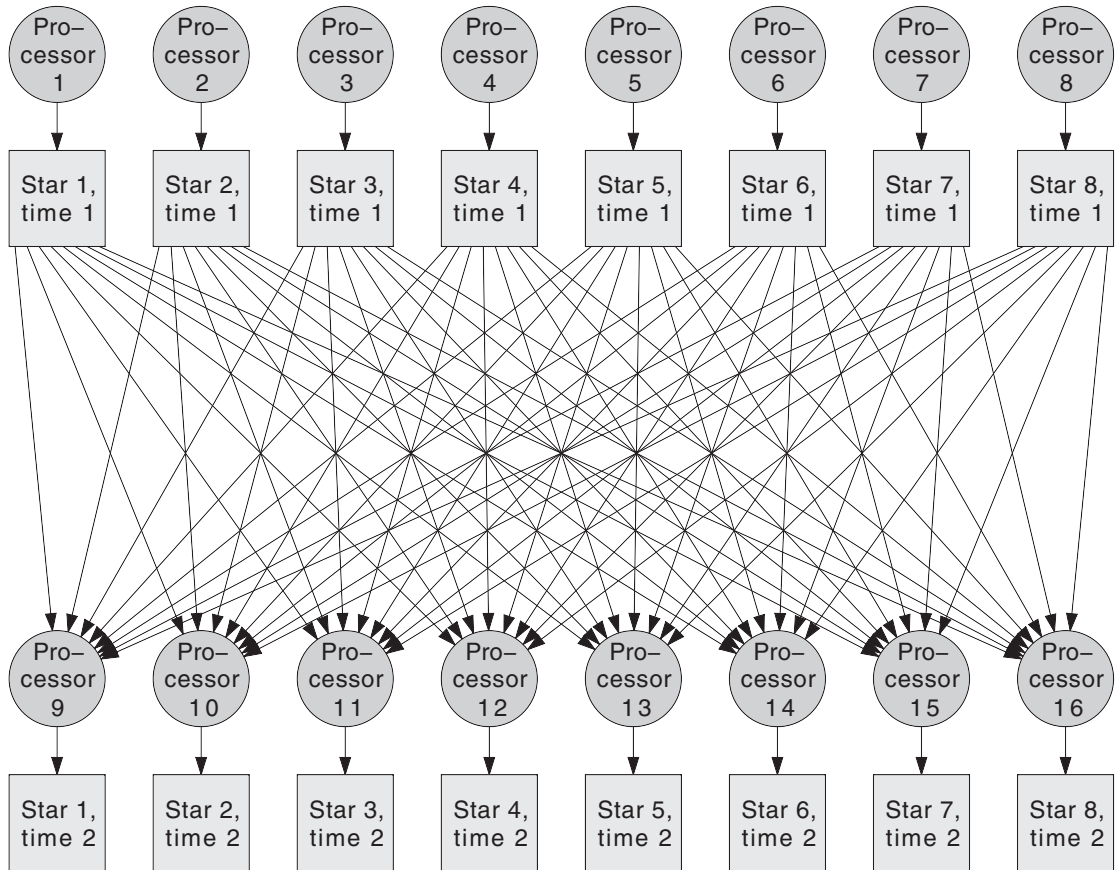 Pro–
cessor
1
Pro–
cessor
2
Pro–
cessor
3
Pro–
cessor
4
Pro–
cessor
5
Pro–
cessor
6
Pro–
cessor
7
Pro–
cessor
8
Star 1,
time 1
Star 2,
time 1
Star 3,
time 1
Star 4,
time 1
Star 5,
time 1
Star 6,
time 1
Star 7,
time 1
Star 8,
time 1
Pro–
cessor
9
Pro–
cessor
10
Pro–
cessor
11
Pro–
cessor
12
Pro–
cessor
13
Pro–
cessor
14
Pro–
cessor
15
Pro–
cessor
16
Star 1,
time 2
Star 2,
time 2
Star 3,
time 2
Star 4,
time 2
Star 5,
time 2
Star 6,
time 2
Star 7,
time 2
Star 8,
time 2